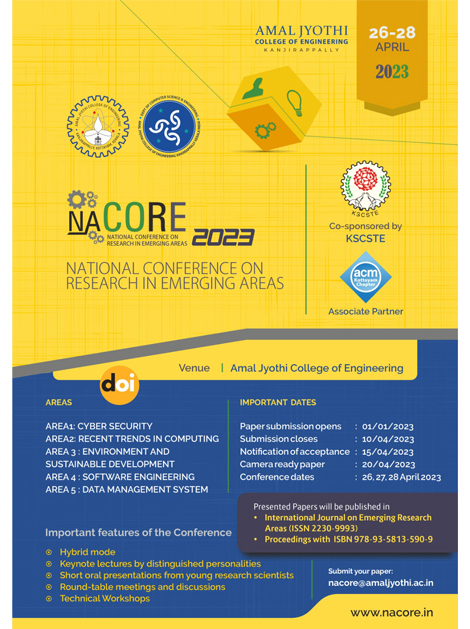 AMAL JYOTHI
COLLEGE OF ENGINEERING
KANJIRAPPALLY
26-28
APRIL
2023
KSCSTE
Co-sponsored by
KSCSTE
NACORE 2023
NATIONAL CONFERENCE ON
RESEARCH IN EMERGING AREAS
NATIONAL CONFERENCE ON
RESEARCH IN EMERGING AREAS
acm
Kottayam
Chapter
Associate Partner
Venue | Amal Jyothi College of Engineering
doi
AREAS
AREA1: CYBER SECURITY
AREA2: RECENT TRENDS IN COMPUTING
AREA 3 : ENVIRONMENT AND
SUSTAINABLE DEVELOPMENT
AREA 4 : SOFTWARE ENGINEERING
AREA 5 : DATA MANAGEMENT SYSTEM
IMPORTANT DATES
Paper submission opens : 01/01/2023
Submission closes : 10/04/2023
Notification of acceptance : 15/04/2023
Camera ready paper : 20/04/2023
Conference dates : 26, 27, 28 April 2023
Presented Papers will be published in
• International Journal on Emerging Research
Areas (ISSN 2230-9993)
• Proceedings with ISBN 978-93-5813-590-9
Important features of the Conference
Hybrid mode
Keynote lectures by distinguished personalities
Short oral presentations from young research scientists
Round-table meetings and discussions
Technical Workshops
Submit your paper:
nacore@amaljyothi.ac.in
www.nacore.in